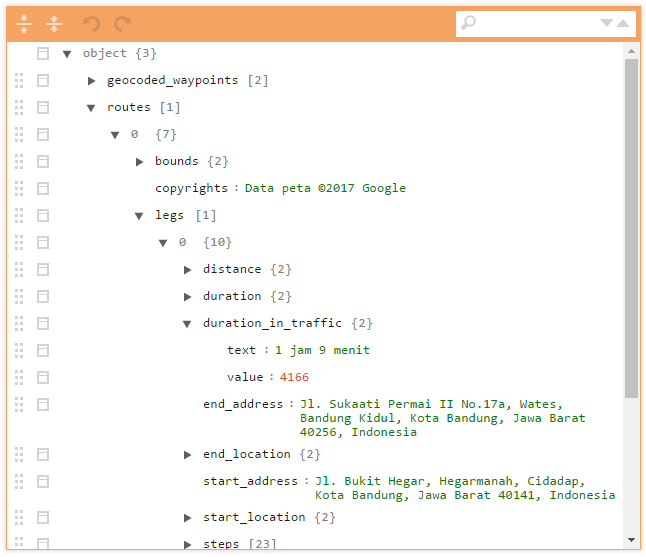 object {3}
geocoded_waypoints [2]
routes [1]
0 {7}
bounds {2}
copyrights : Data peta ©2017 Google
legs [1]
0 {10}
distance {2}
duration {2}
duration_in_traffic {2}
text : 1 jam 9 menit
value : 4166
end_address : Jl. Sukaati Permai II No.17a, Wates,
Bandung Kidul, Kota Bandung, Jawa Barat
40256, Indonesia
end_location {2}
start_address : Jl. Bukit Hegar, Hegarmanah, Cidadap,
Kota Bandung, Jawa Barat 40141, Indonesia
start_location {2}
steps [23]